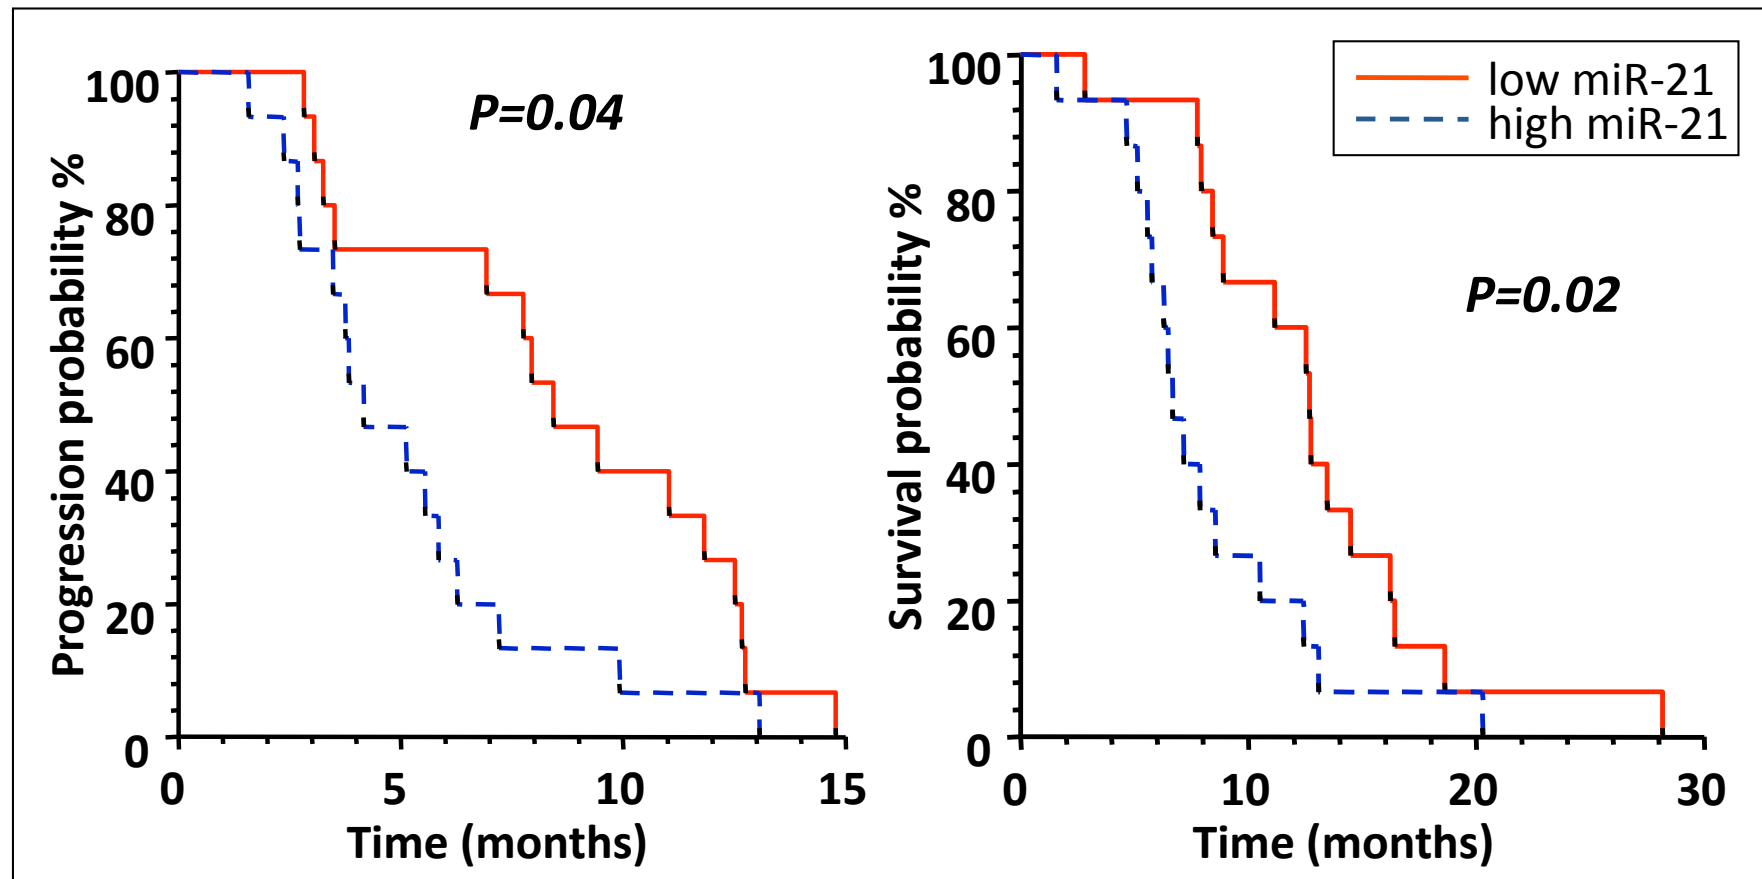 Progression probability %
100
80
60
40
20
0
P=0.04
0 5 10 15
Time (months)
Survival probability %
100
80
60
40
20
0
low miR-21
high miR-21
P=0.02
0 10 20 30
Time (months)